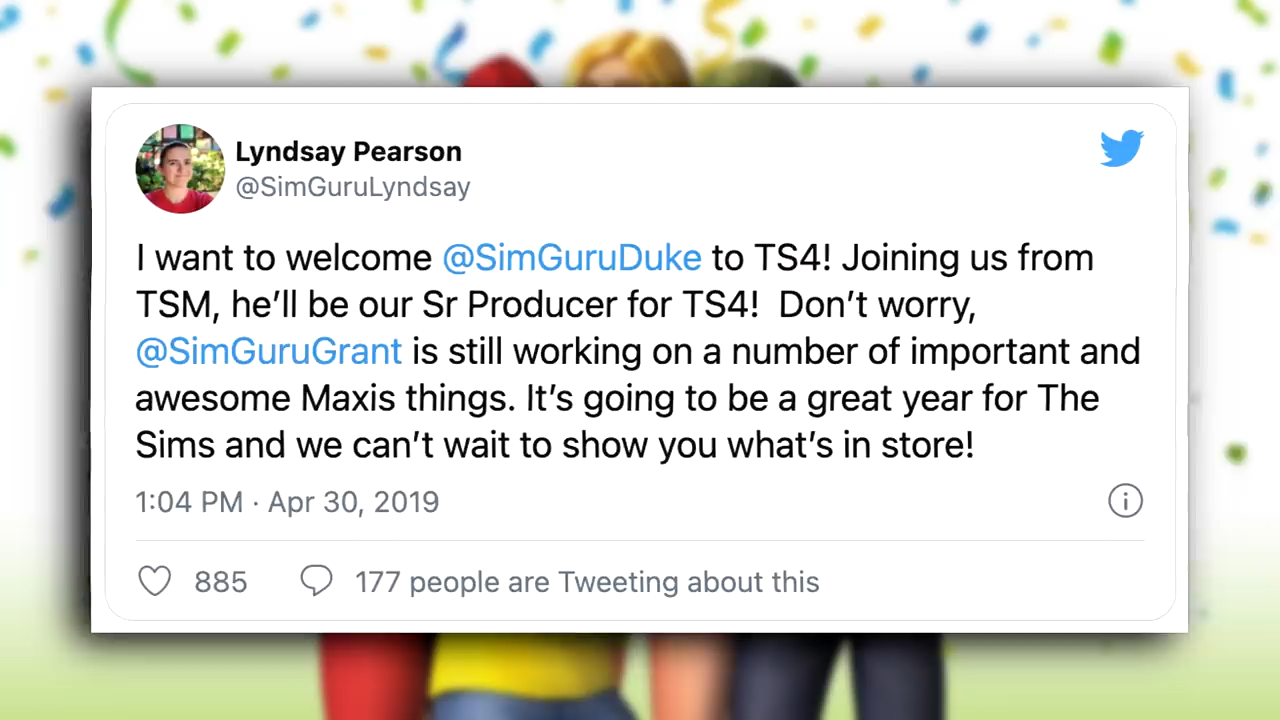 Lyndsay Pearson
@SimGuruLyndsay
I want to welcome @SimGuruDuke to TS4! Joining us from
TSM, he’ll be our Sr Producer for TS4!  Don’t worry,
@SimGuruGrant is still working on a number of important and
awesome Maxis things. It’s going to be a great year for The
Sims and we can’t wait to show you what’s in store!
1:04 PM · Apr 30, 2019
885
177 people are Tweeting about this